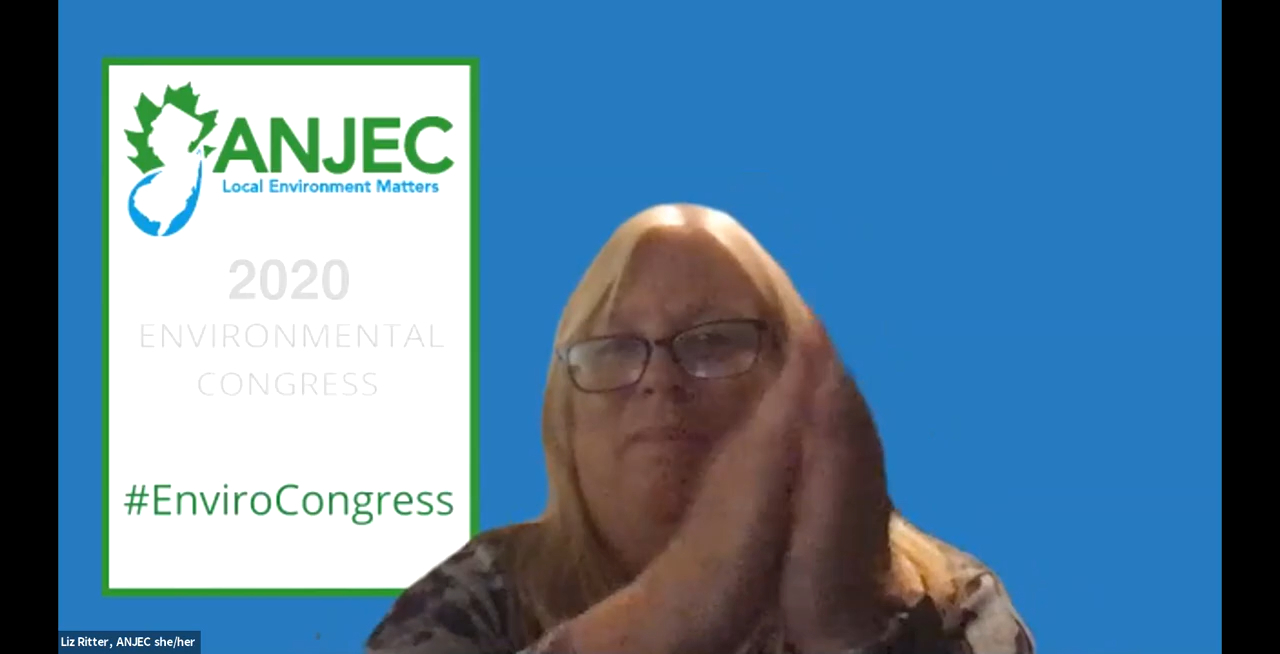 ANJEC
Local Environment Matters
2020
ENVIRONMENTAL
CONGRESS
#EnviroCongress
Liz Ritter, ANJEC she/her